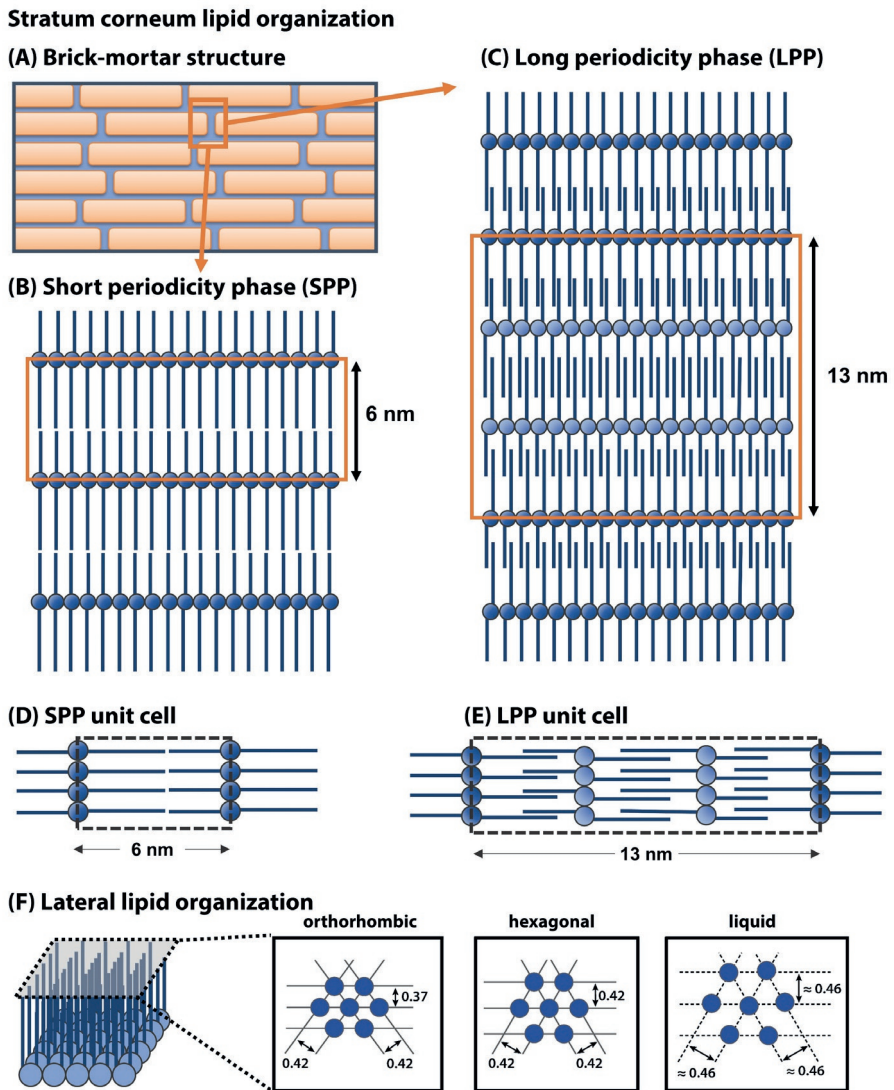 Stratum corneum lipid organization
(A) Brick-mortar structure
(C) Long periodicity phase (LPP)
(B) Short periodicity phase (SPP)
6 nm
13 nm
(D) SPP unit cell
(E) LPP unit cell
6 nm
13 nm
(F) Lateral lipid organization
orthorhombic
hexagonal
liquid
0.37
0.42
0.42
0.42
0.42
0.42
≈ 0.46
≈ 0.46
≈ 0.46